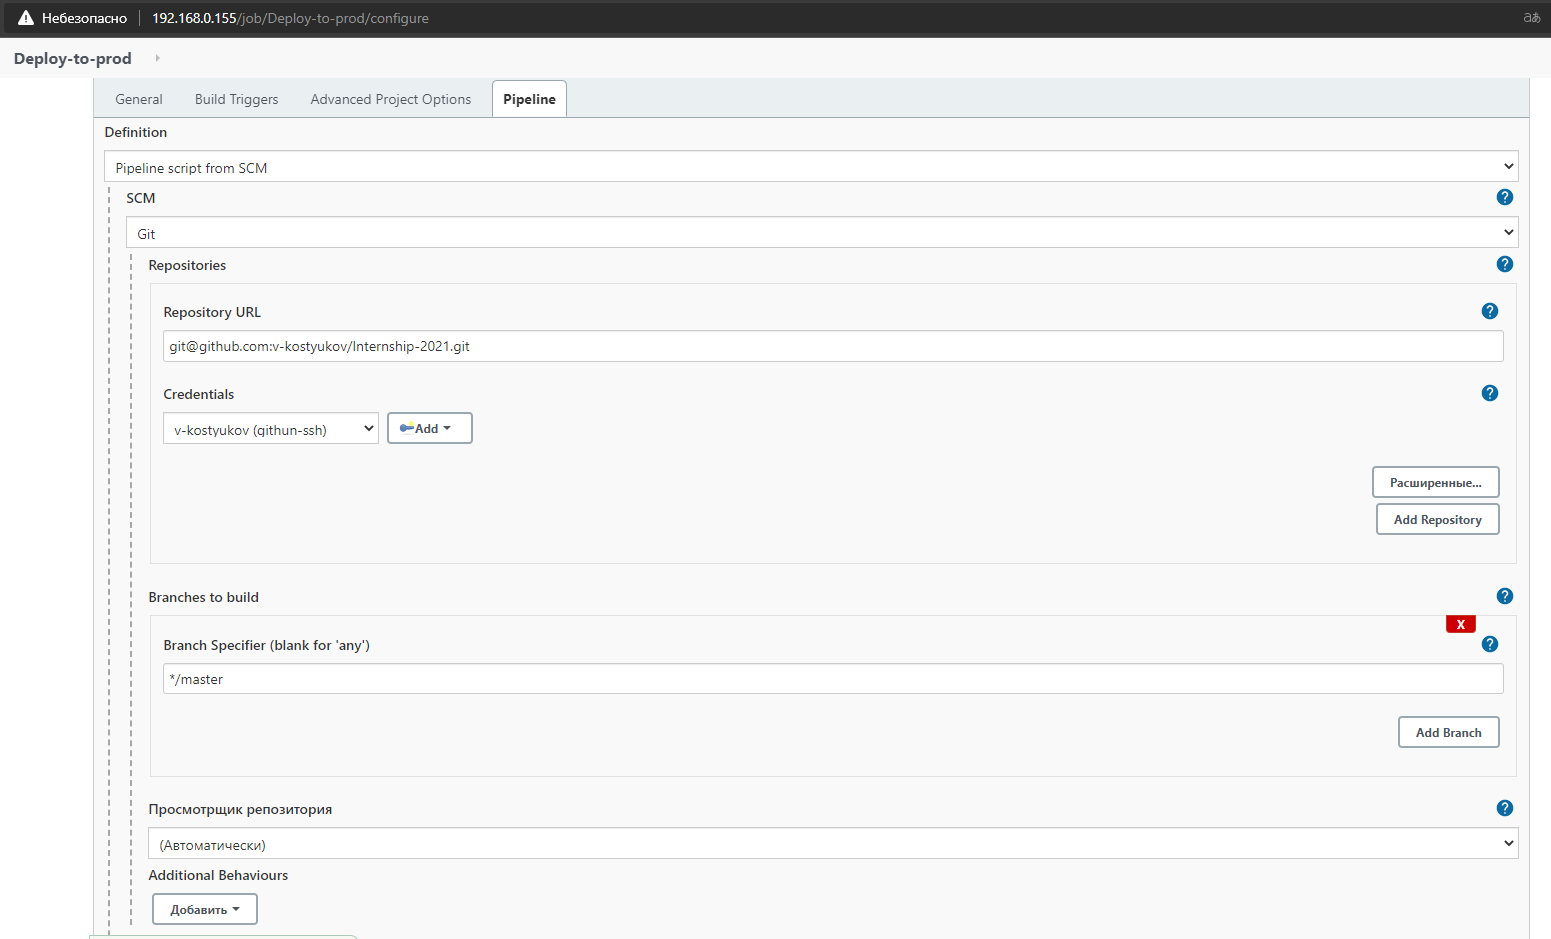 Небезопасно 192.168.0.155/job/Deploy-to-prod/configure aあ
Deploy-to-prod
General Build Triggers Advanced Project Options Pipeline
Definition
Pipeline script from SCM
SCM ?
Git
Repositories ?
Repository URL ?
git@github.com:v-kostyukov/Internship-2021.git
Credentials ?
v-kostyukov (githun-ssh) Add
Расширенные...
Add Repository
Branches to build ?
X
Branch Specifier (blank for 'any') ?
*/master
Add Branch
Просмотрщик репозитория ?
(Автоматически)
Additional Behaviours
Добавить